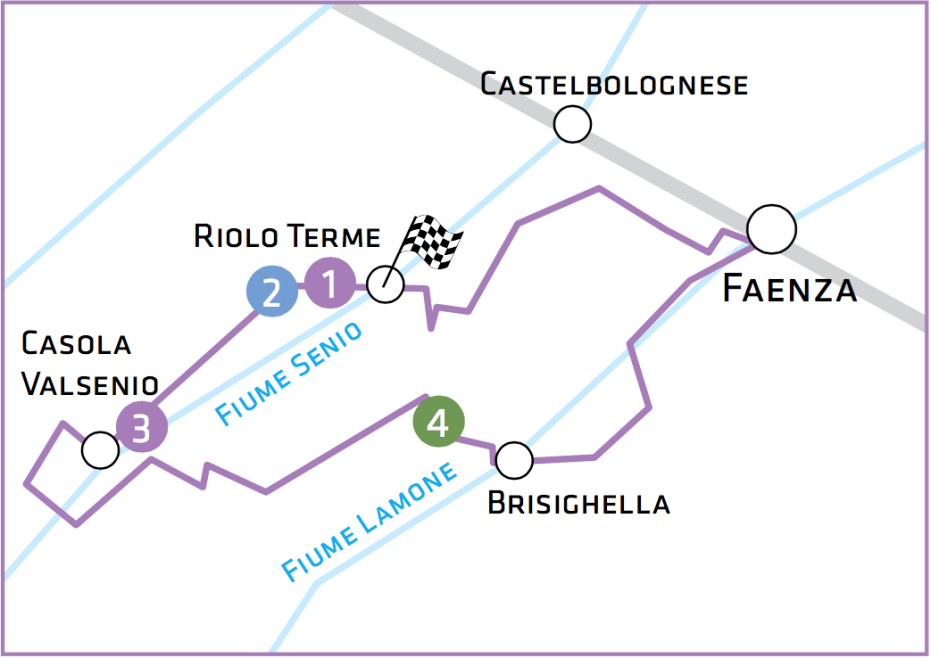 CASTELBOLOGNESE
RIOLO TERME
FAENZA
2
1
FIUME SENIO
CASOLA
VALSENIO
3
4
BRISIGHELLA
FIUME LAMONE